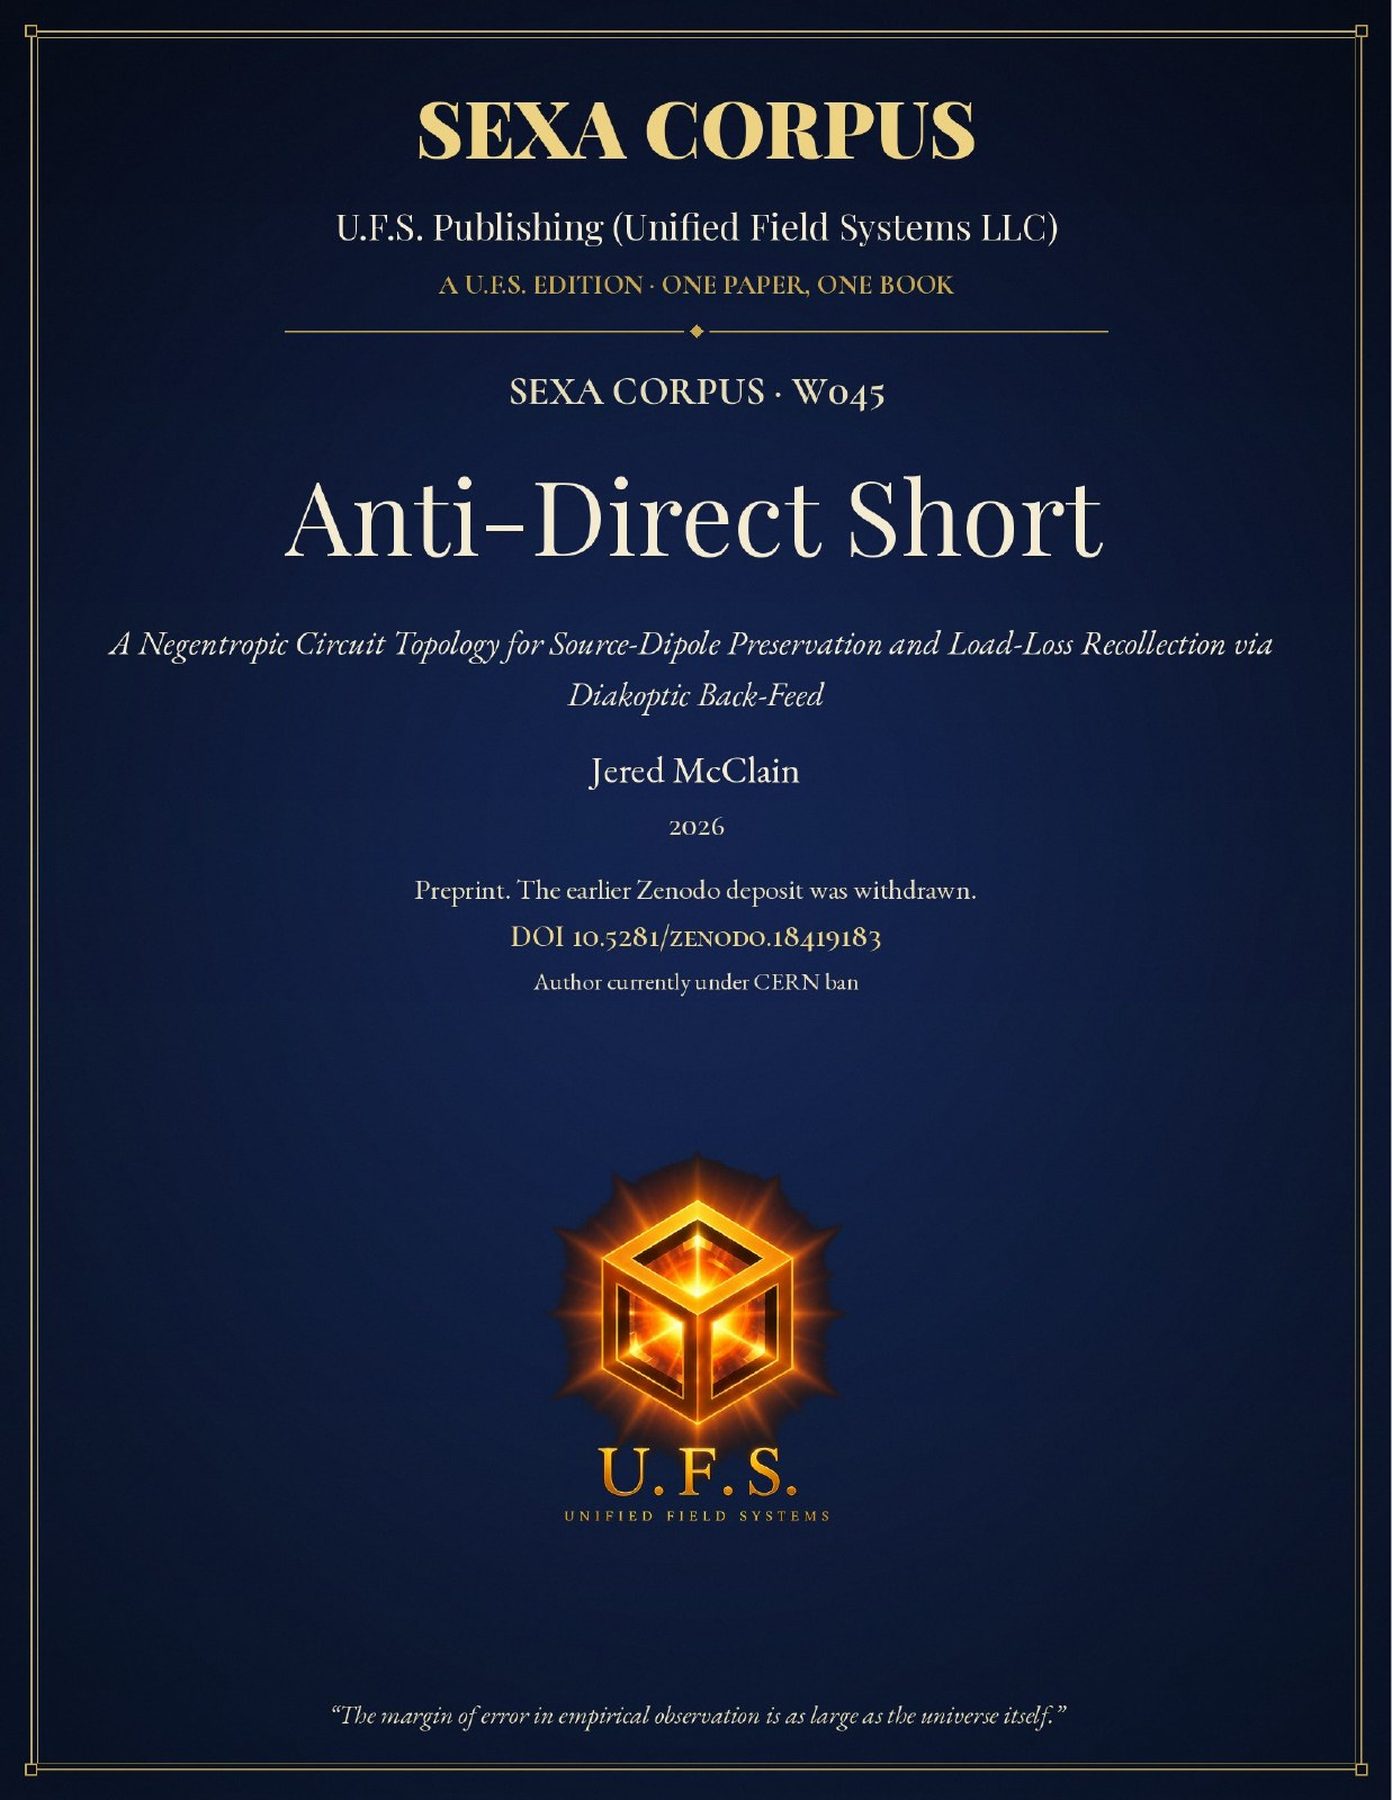 SEXA CORPUS
U.F.S. Publishing (Unified Field Systems LLC)
A U.F.S. EDITION · ONE PAPER, ONE BOOK
SEXA CORPUS · W045
Anti-Direct Short
A Negentropic Circuit Topology for Source-Dipole Preservation and Load-Loss Recollection via
Diakoptic Back-Feed
Jered McClain
2026
Preprint. The earlier Zenodo deposit was withdrawn.
DOI 10.5281/ZENODO.18419183
Author currently under CERN ban
U.F.S.
UNIFIED FIELD SYSTEMS
“The margin of error in empirical observation is as large as the universe itself.”